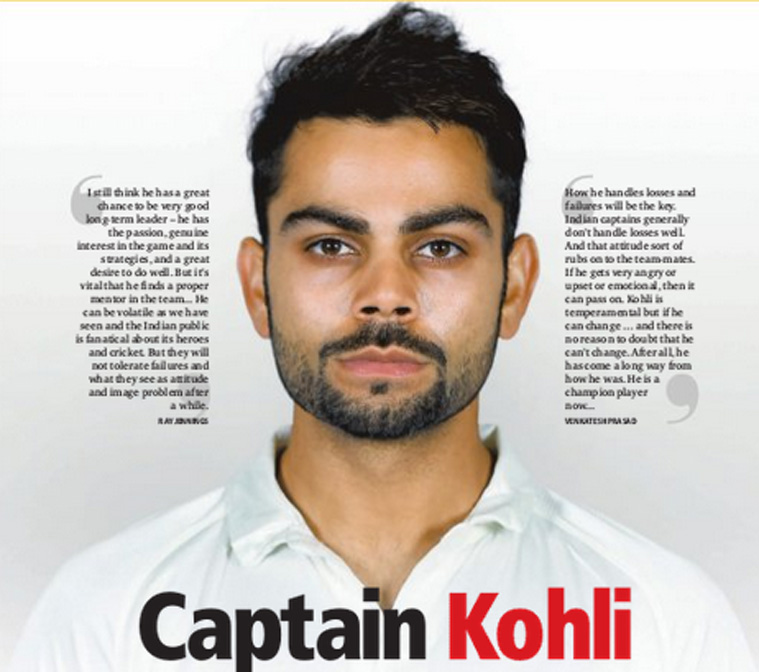 I still think he has a great
chance to be very good
long-term leader – he has
the passion, genuine
interest in the game and its
strategies, and a great
desire to do well. But it's
vital that he finds a proper
mentor in the team... He
can be volatile as we have
seen and the Indian public
is fanatical about its heroes
and cricket. But they will
not tolerate failures and
what they see as attitude
and image problem after
a while.
RAY JENNINGS
How he handles losses and
failures will be the key.
Indian captains generally
don't handle losses well.
And that attitude sort of
rubs on to the team-mates.
If he gets very angry or
upset or emotional, then it
can pass on. Kohli is
temperamental but if he
can change ... and there is
no reason to doubt that he
can't change. After all, he
has come a long way from
how he was. He is a
champion player
now...
VENKATESH PRASAD
Captain Kohli